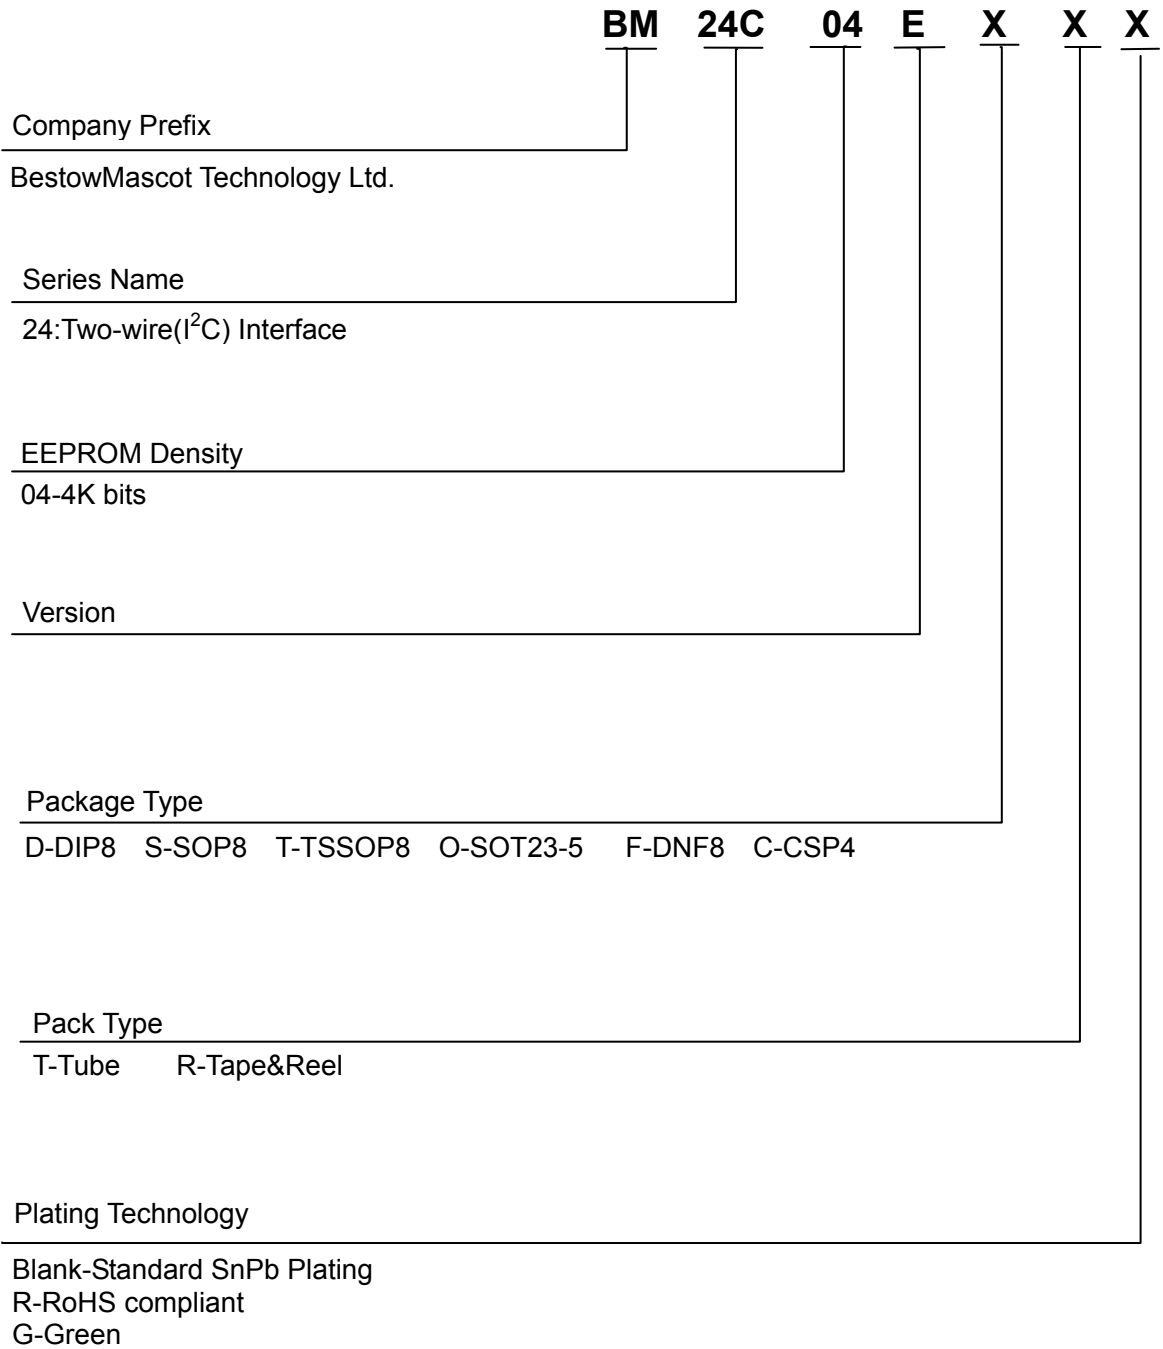 BM 24C 04 E X X X
Company Prefix
BestowMascot Technology Ltd.
Series Name
24:Two-wire(I²C) Interface
EEPROM Density
04-4K bits
Version
Package Type
D-DIP8 S-SOP8 T-TSSOP8 O-SOT23-5 F-DNF8 C-CSP4
Pack Type
T-Tube R-Tape&Reel
Plating Technology
Blank-Standard SnPb Plating
R-RoHS compliant
G-Green